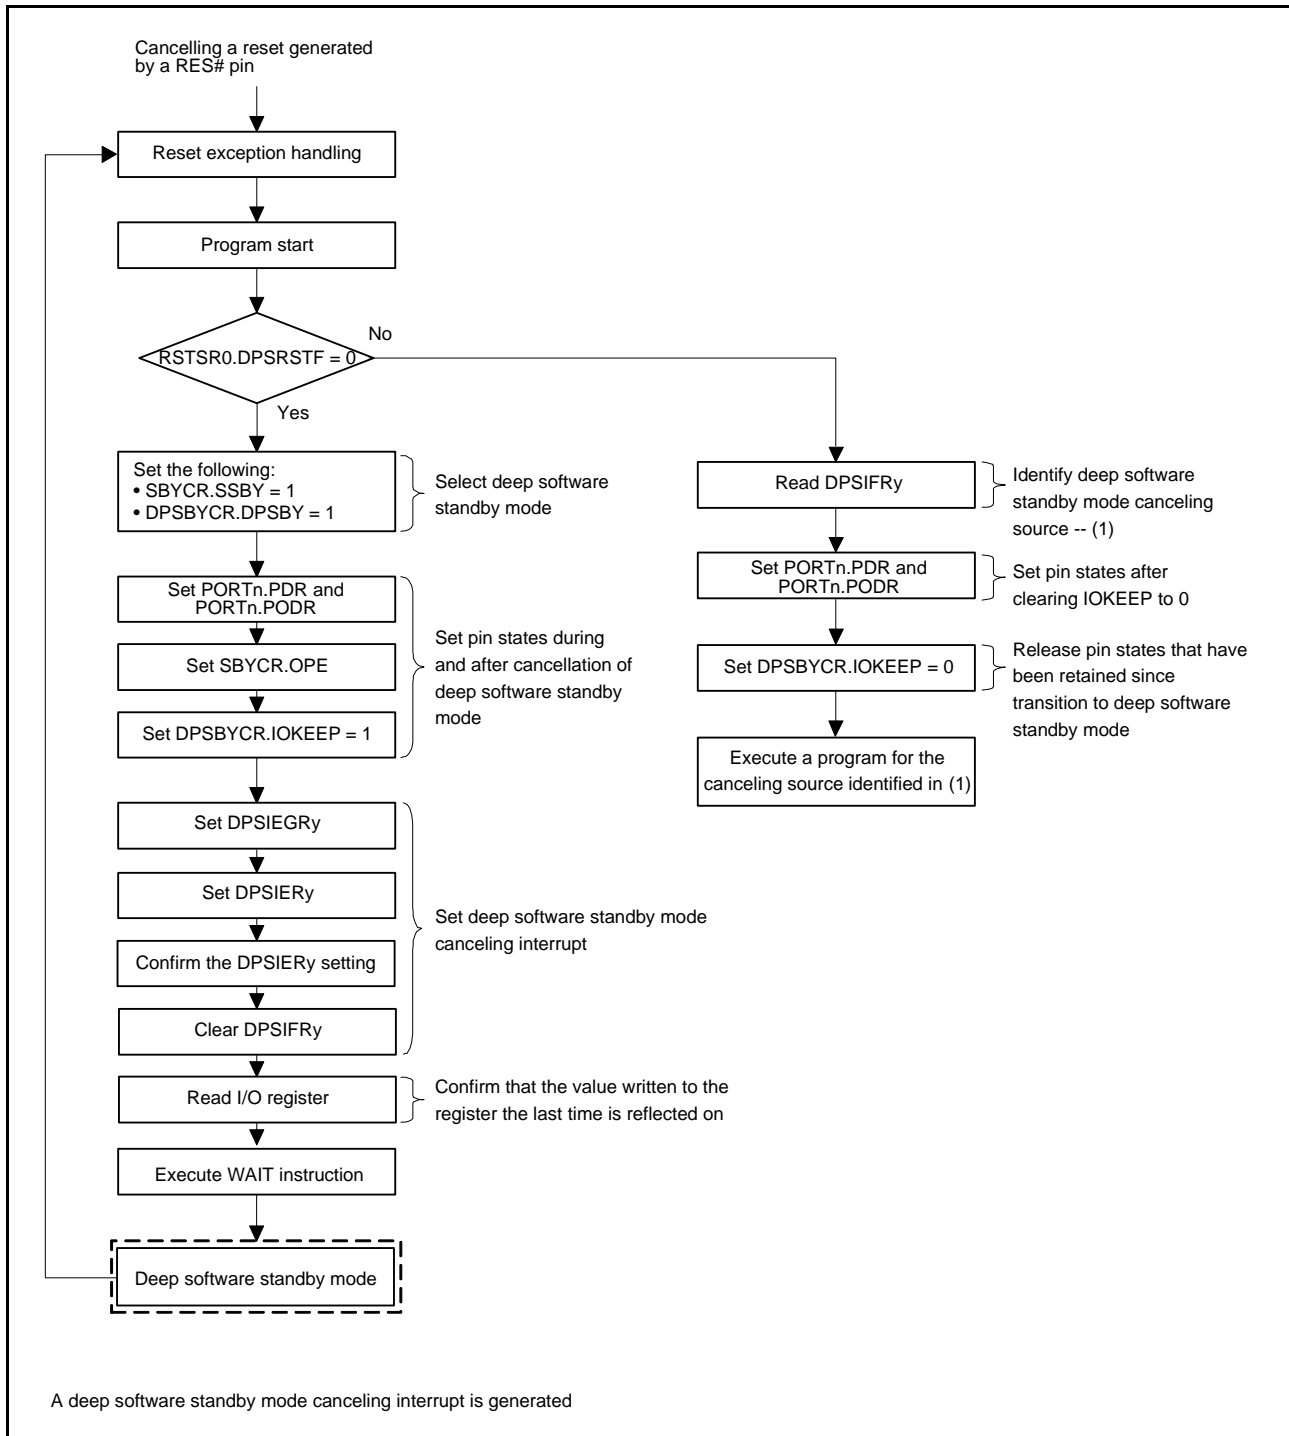 Cancelling a reset generated
by a RES# pin
Reset exception handling
Program start
RSTSR0.DPSRSTF = 0
No
Yes
Set the following:
• SBYCR.SSBY = 1
• DPSBYCR.DPSBY = 1
Select deep software
standby mode
Set PORTn.PDR and
PORTn.PODR
Set SBYCR.OPE
Set DPSBYCR.IOKEEP = 1
Set pin states during
and after cancellation of
deep software standby
mode
Set DPSIEGRy
Set DPSIERy
Confirm the DPSIERy setting
Clear DPSIFRy
Set deep software standby mode
canceling interrupt
Read I/O register
Confirm that the value written to the
register the last time is reflected on
Execute WAIT instruction
Deep software standby mode
Read DPSIFRy
Identify deep software
standby mode canceling
source -- (1)
Set PORTn.PDR and
PORTn.PODR
Set pin states after
clearing IOKEEP to 0
Set DPSBYCR.IOKEEP = 0
Release pin states that have
been retained since
transition to deep software
standby mode
Execute a program for the
canceling source identified in (1)
A deep software standby mode canceling interrupt is generated